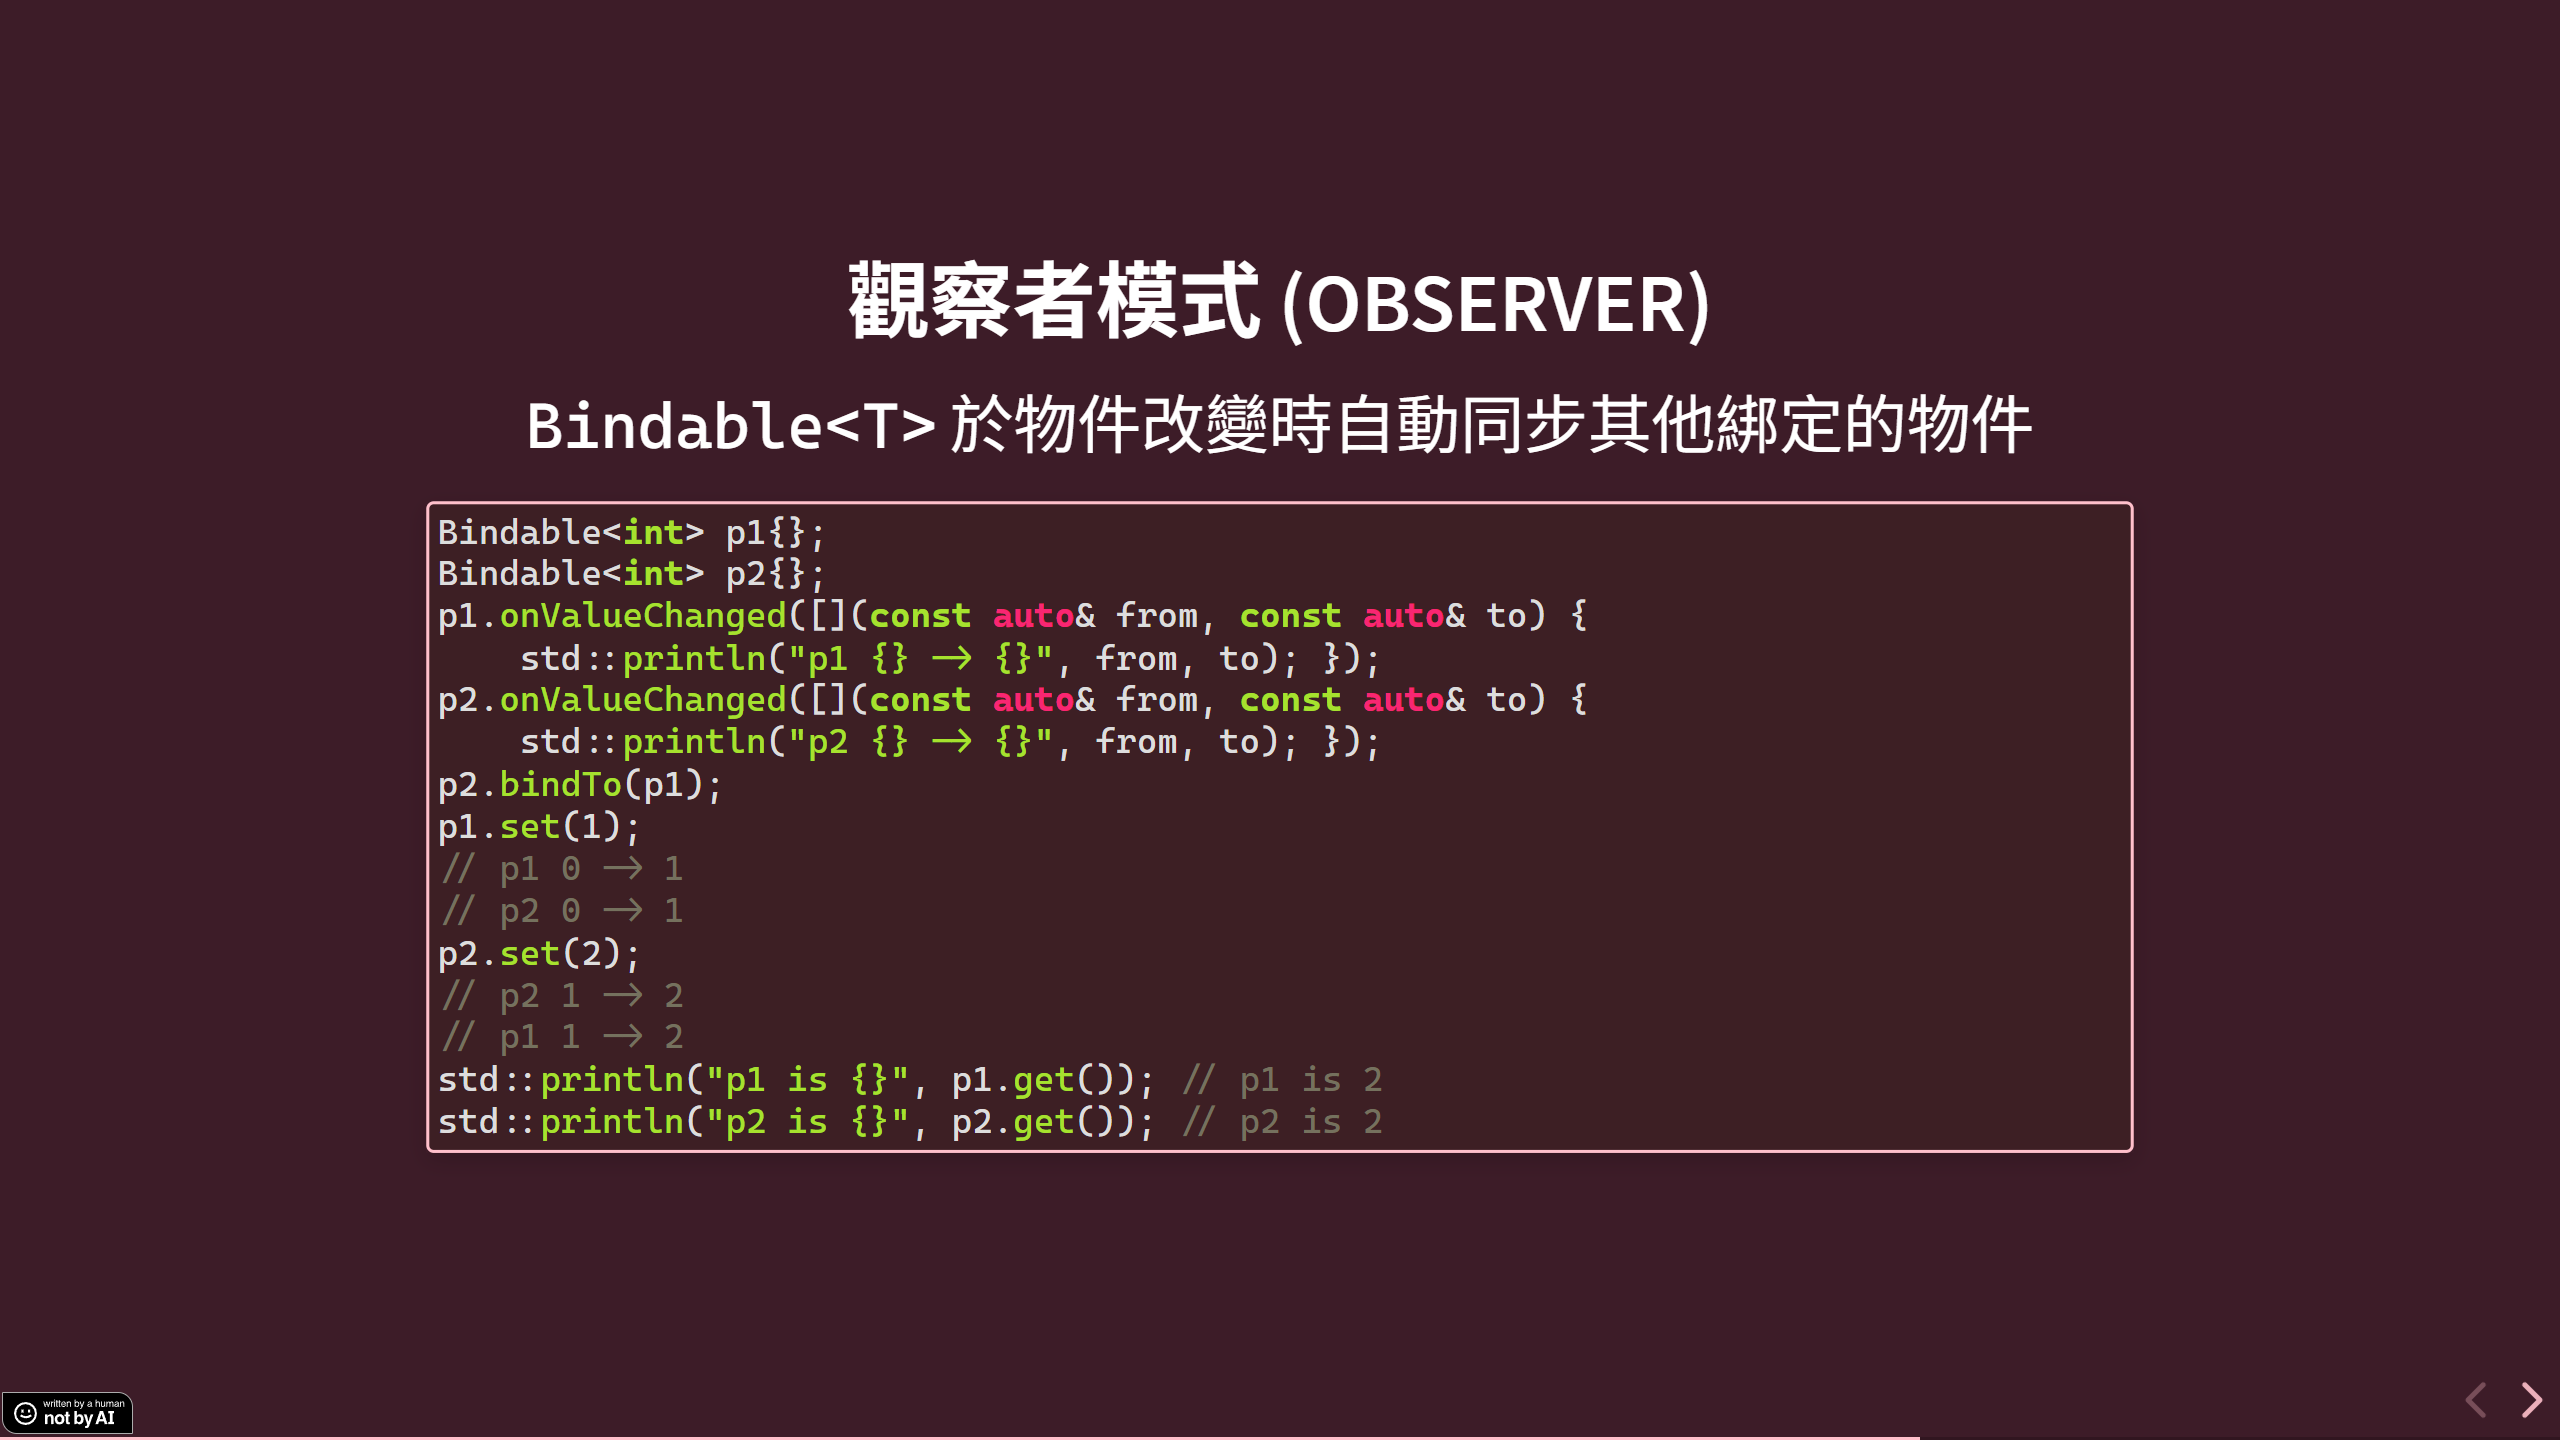 觀察者模式 (OBSERVER)
Bindable<T> 於物件改變時自動同步其他綁定的物件
Bindable<int> p1{};
Bindable<int> p2{};
p1.onValueChanged([](const auto& from, const auto& to) {
    std::println("p1 {} -> {}", from, to); });
p2.onValueChanged([](const auto& from, const auto& to) {
    std::println("p2 {} -> {}", from, to); });
p2.bindTo(p1);
p1.set(1);
// p1 0 -> 1
// p2 0 -> 1
p2.set(2);
// p2 1 -> 2
// p1 1 -> 2
std::println("p1 is {}", p1.get()); // p1 is 2
std::println("p2 is {}", p2.get()); // p2 is 2
written by a human
not by AI